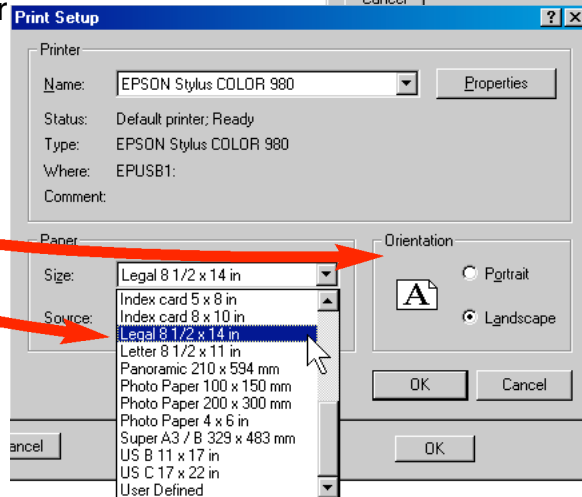 r
Cancel
Print Setup
Printer
Name: EPSON Stylus COLOR 980 Properties
Status: Default printer; Ready
Type: EPSON Stylus COLOR 980
Where: EPUSB1:
Comment:
Paper
Size: Legal 8 1/2 x 14 in
Source:
Index card 5 x 8 in
Index card 8 x 10 in
Legal 8 1/2 x 14 in
Letter 8 1/2 x 11 in
Panoramic 210 x 594 mm
Photo Paper 100 x 150 mm
Photo Paper 200 x 300 mm
Photo Paper 4 x 6 in
Super A3 / B 329 x 483 mm
US B 11 x 17 in
US C 17 x 22 in
User Defined
Orientation
A
Portrait
Landscape
OK Cancel
ancel
OK